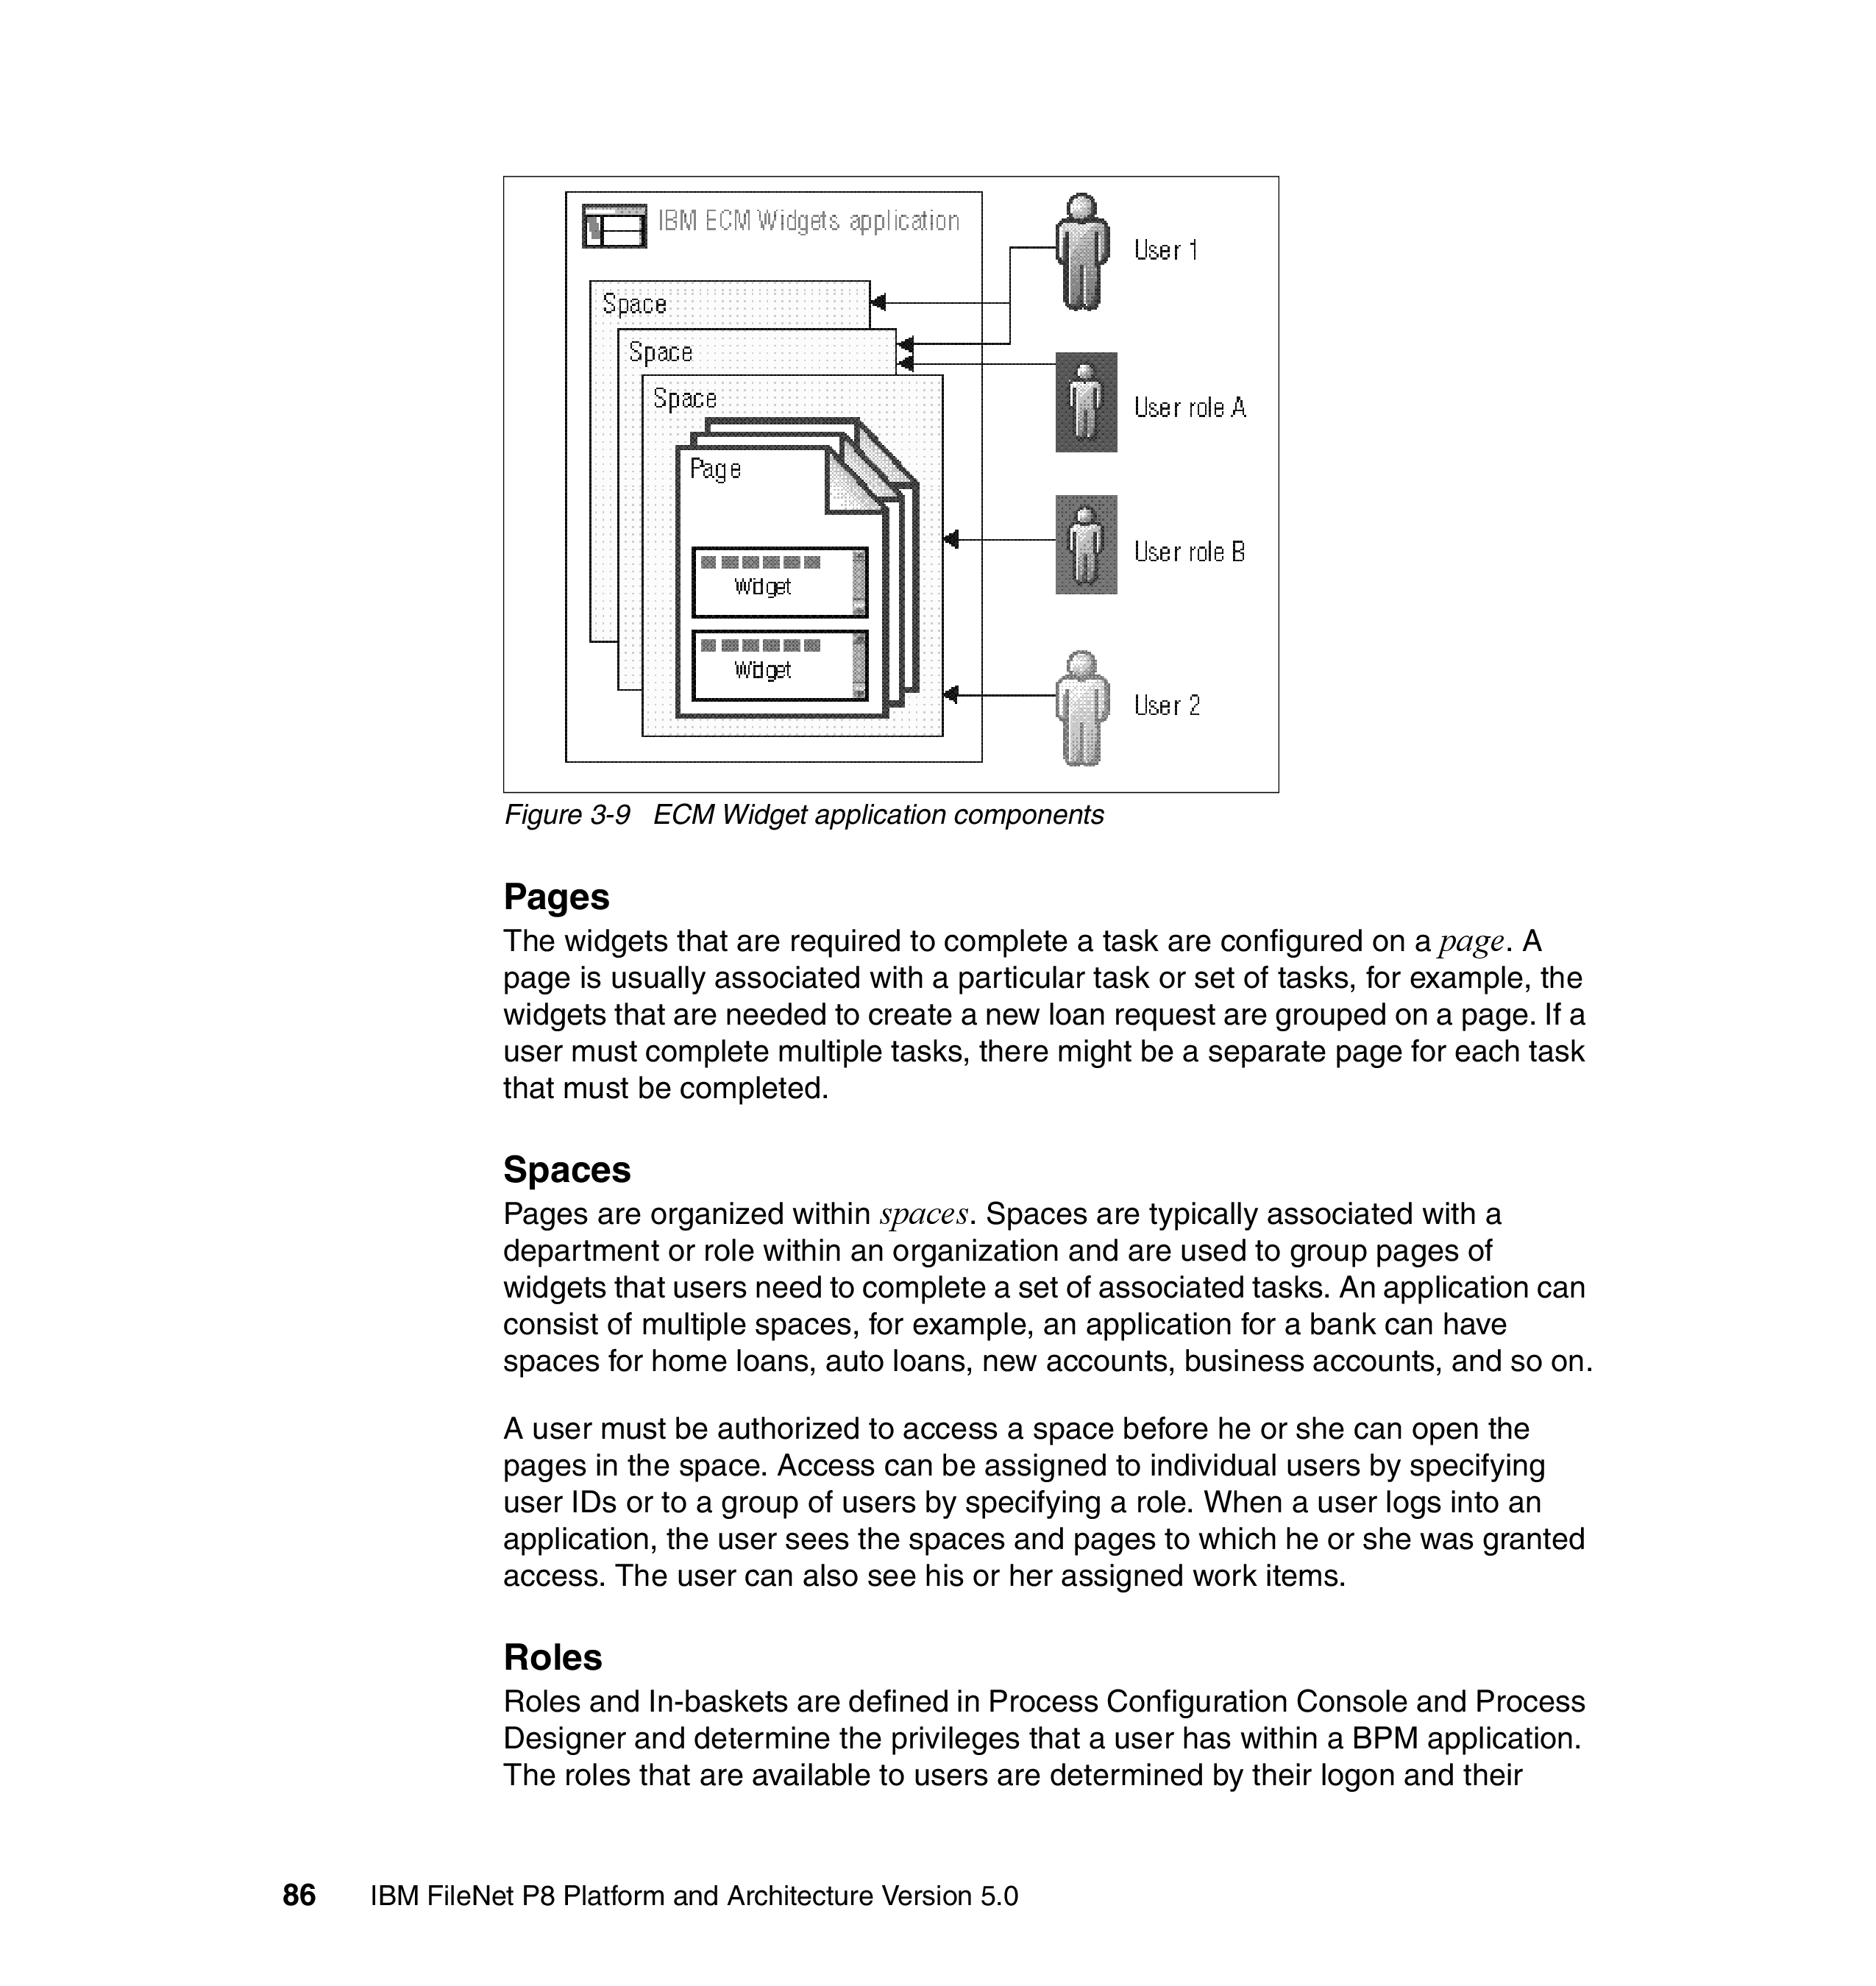 IBM ECM Widgets application
User 1
Space
Space
User role A
Space
Page
User role B
Widget
Widget
User 2
Figure 3-9   ECM Widget application components
Pages
The widgets that are required to complete a task are configured on a page. A
page is usually associated with a particular task or set of tasks, for example, the
widgets that are needed to create a new loan request are grouped on a page. If a
user must complete multiple tasks, there might be a separate page for each task
that must be completed.
Spaces
Pages are organized within spaces. Spaces are typically associated with a
department or role within an organization and are used to group pages of
widgets that users need to complete a set of associated tasks. An application can
consist of multiple spaces, for example, an application for a bank can have
spaces for home loans, auto loans, new accounts, business accounts, and so on.
A user must be authorized to access a space before he or she can open the
pages in the space. Access can be assigned to individual users by specifying
user IDs or to a group of users by specifying a role. When a user logs into an
application, the user sees the spaces and pages to which he or she was granted
access. The user can also see his or her assigned work items.
Roles
Roles and In-baskets are defined in Process Configuration Console and Process
Designer and determine the privileges that a user has within a BPM application.
The roles that are available to users are determined by their logon and their
86 IBM FileNet P8 Platform and Architecture Version 5.0